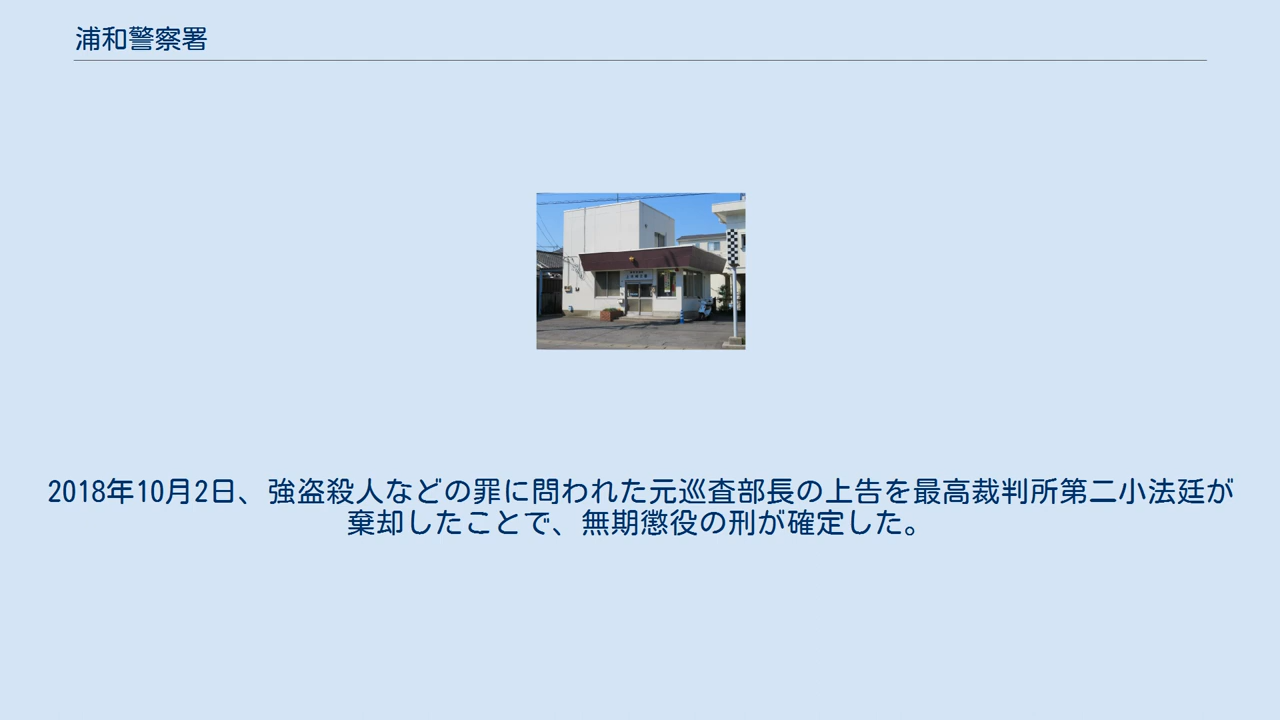 浦和警察署
2018年10月2日、強盗殺人などの罪に問われた元巡査部長の上告を最高裁判所第二小法廷が
棄却したことで、無期懲役の刑が確定した。